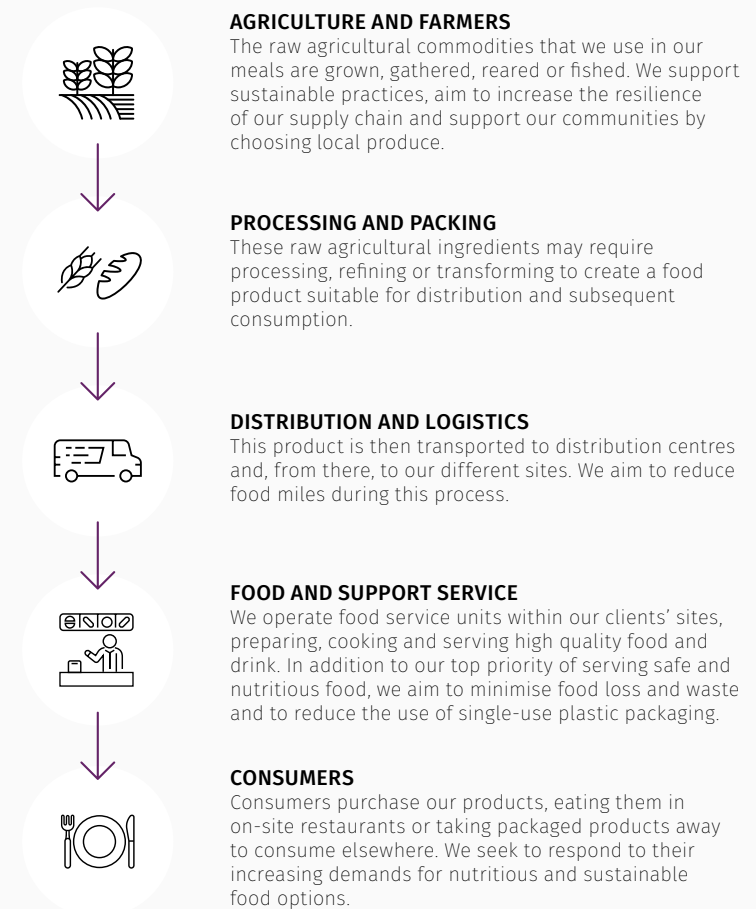 AGRICULTURE AND FARMERS
The raw agricultural commodities that we use in our
meals are grown, gathered, reared or fished. We support
sustainable practices, aim to increase the resilience
of our supply chain and support our communities by
choosing local produce.
PROCESSING AND PACKING
These raw agricultural ingredients may require
processing, refining or transforming to create a food
product suitable for distribution and subsequent
consumption.
DISTRIBUTION AND LOGISTICS
This product is then transported to distribution centres
and, from there, to our different sites. We aim to reduce
food miles during this process.
FOOD AND SUPPORT SERVICE
We operate food service units within our clients’ sites,
preparing, cooking and serving high quality food and
drink. In addition to our top priority of serving safe and
nutritious food, we aim to minimise food loss and waste
and to reduce the use of single-use plastic packaging.
CONSUMERS
Consumers purchase our products, eating them in
on-site restaurants or taking packaged products away
to consume elsewhere. We seek to respond to their
increasing demands for nutritious and sustainable
food options.